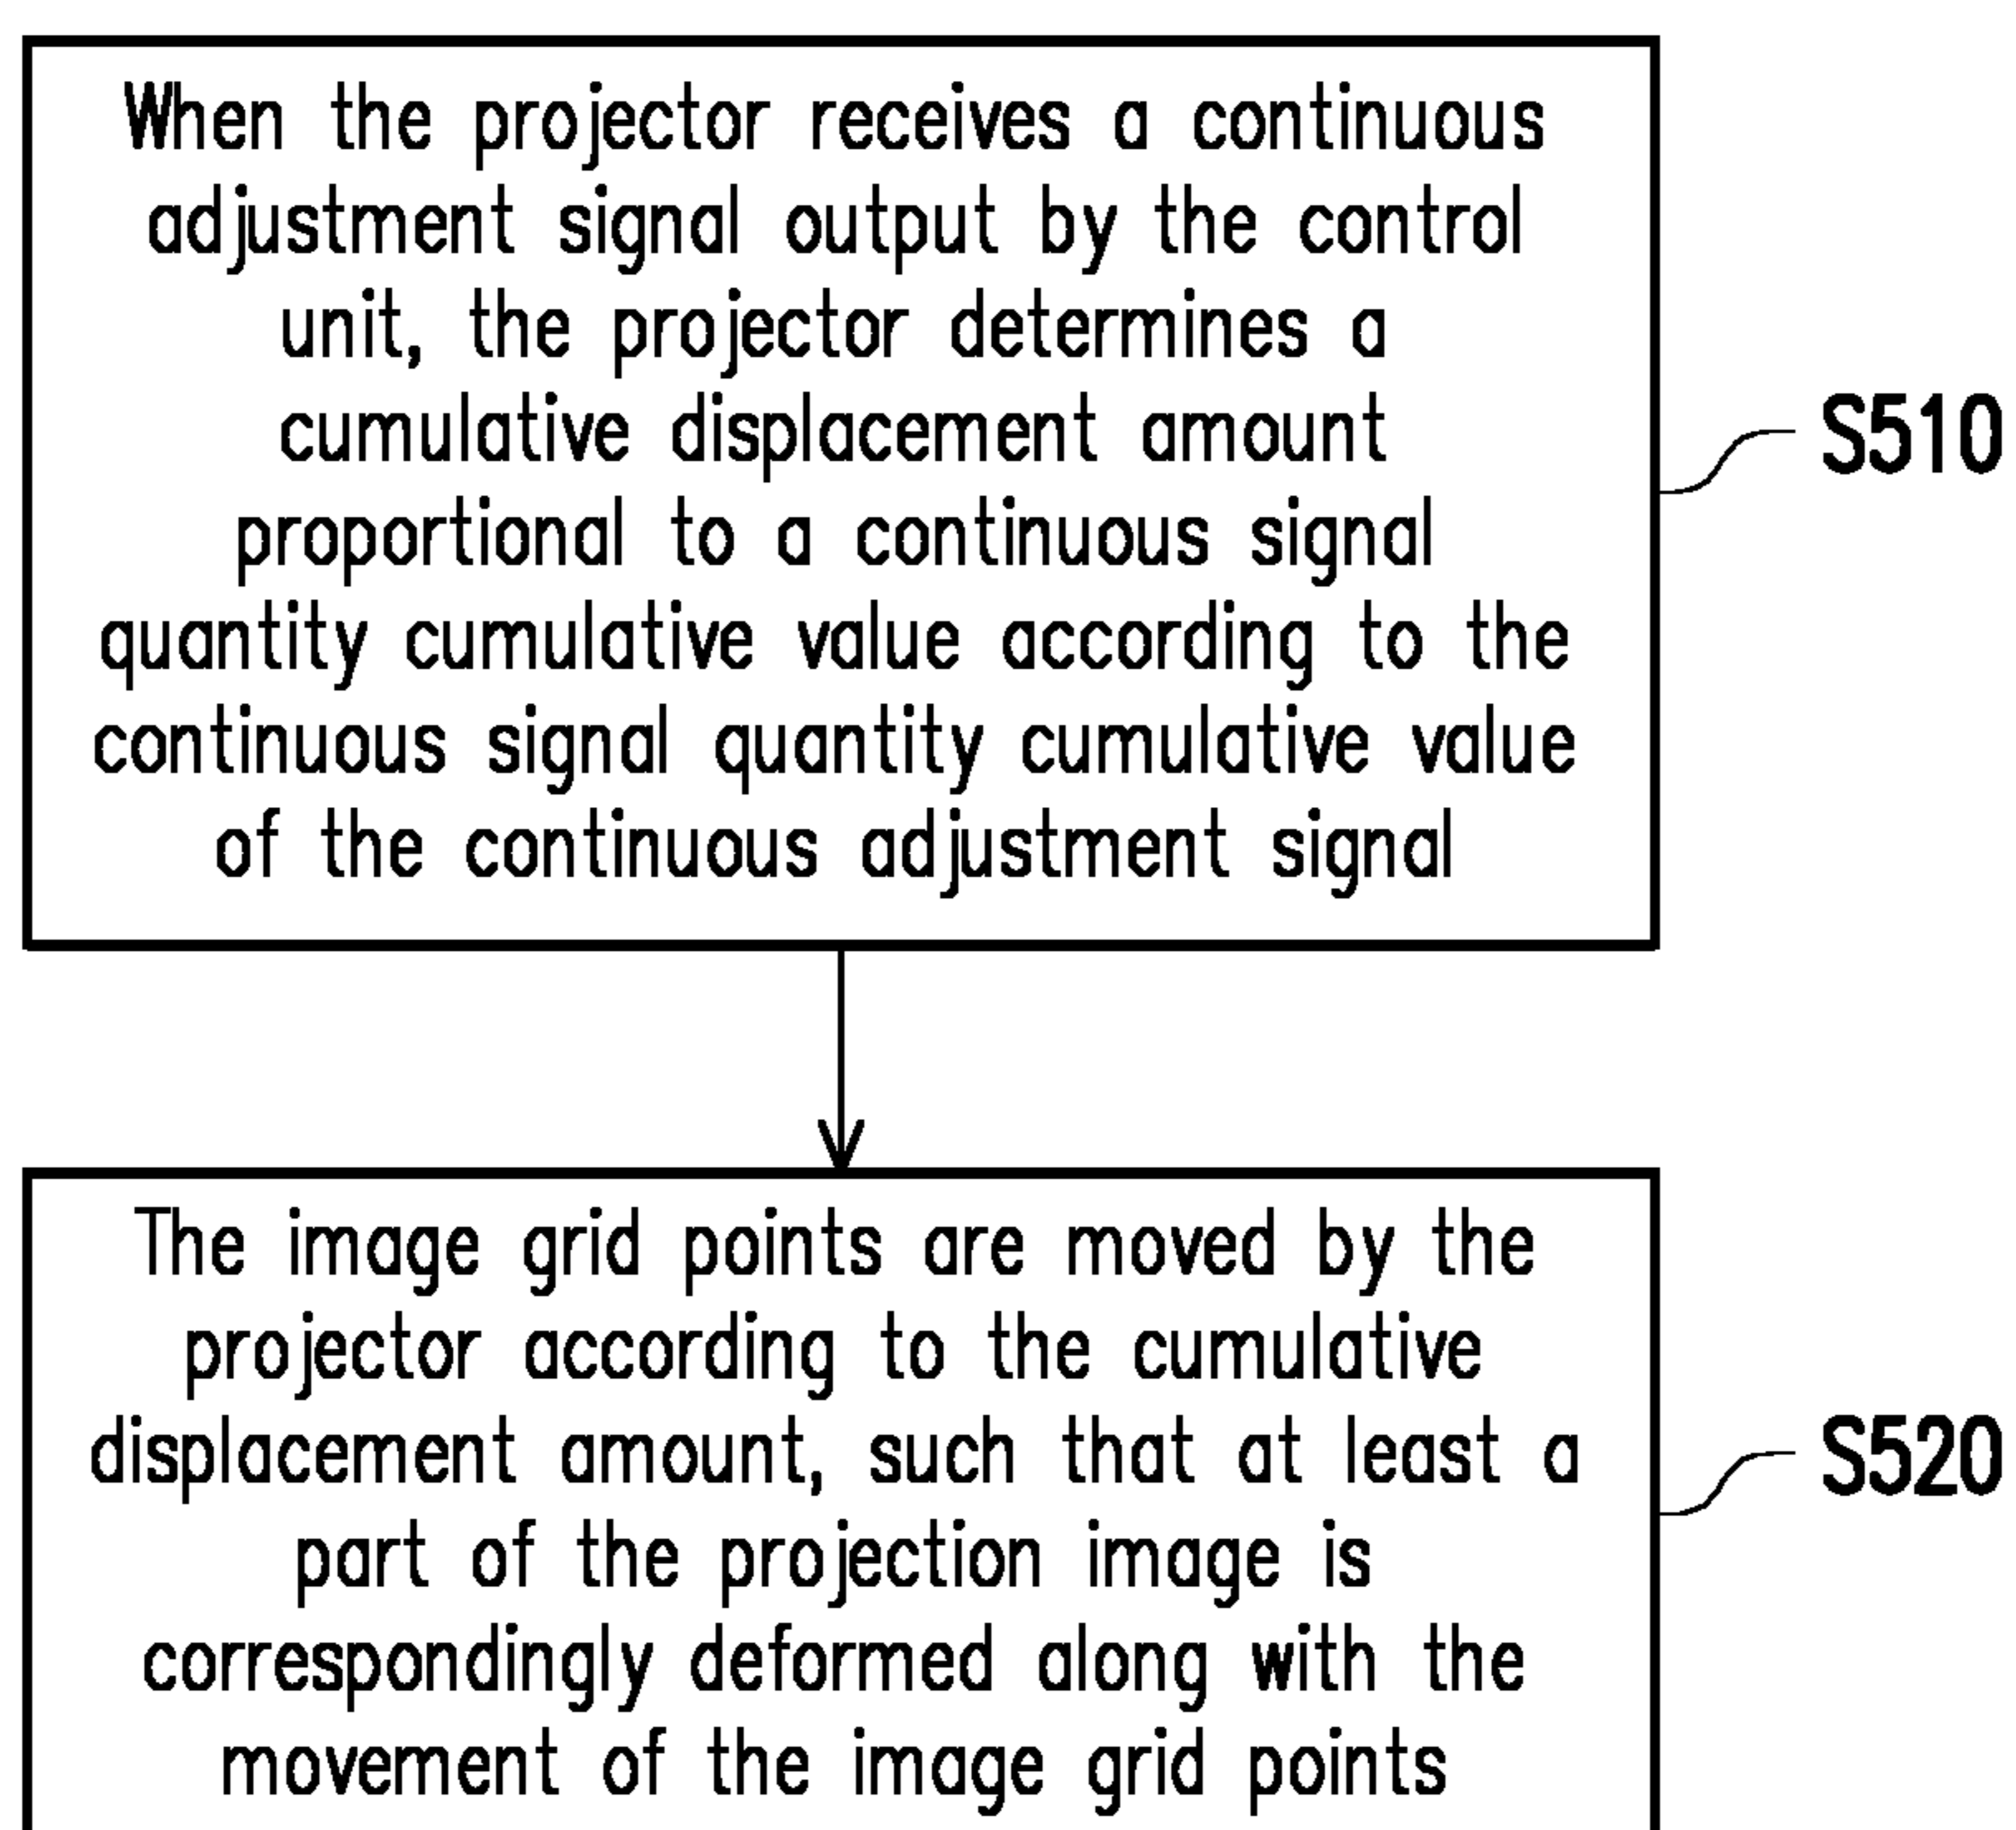 When the projector receives a continuous
adjustment signal output by the control
unit, the projector determines a
cumulative displacement amount
proportional to a continuous signal
quantity cumulative value according to the
continuous signal quantity cumulative value
of the continuous adjustment signal
S510
The image grid points are moved by the
projector according to the cumulative
displacement amount, such that at least a
part of the projection image is
correspondingly deformed along with the
movement of the image grid points
S520